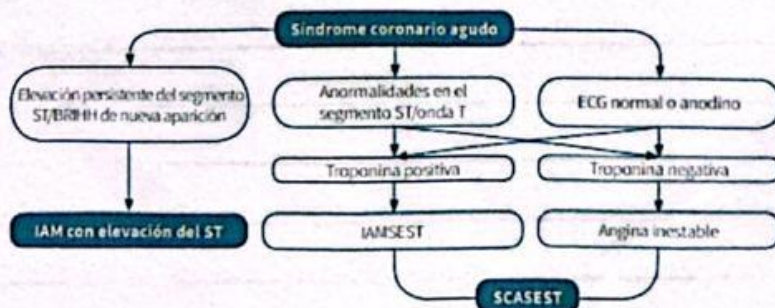 Síndrome coronario agudo
Elevación persistente del segmento
ST/BRIHH de nueva aparición
Anormalidades en el
segmento ST/onda T
ECG normal o anodino
Troponina positiva
Troponina negativa
IAM con elevación del ST
IAMSEST
Angina inestable
SCASEST